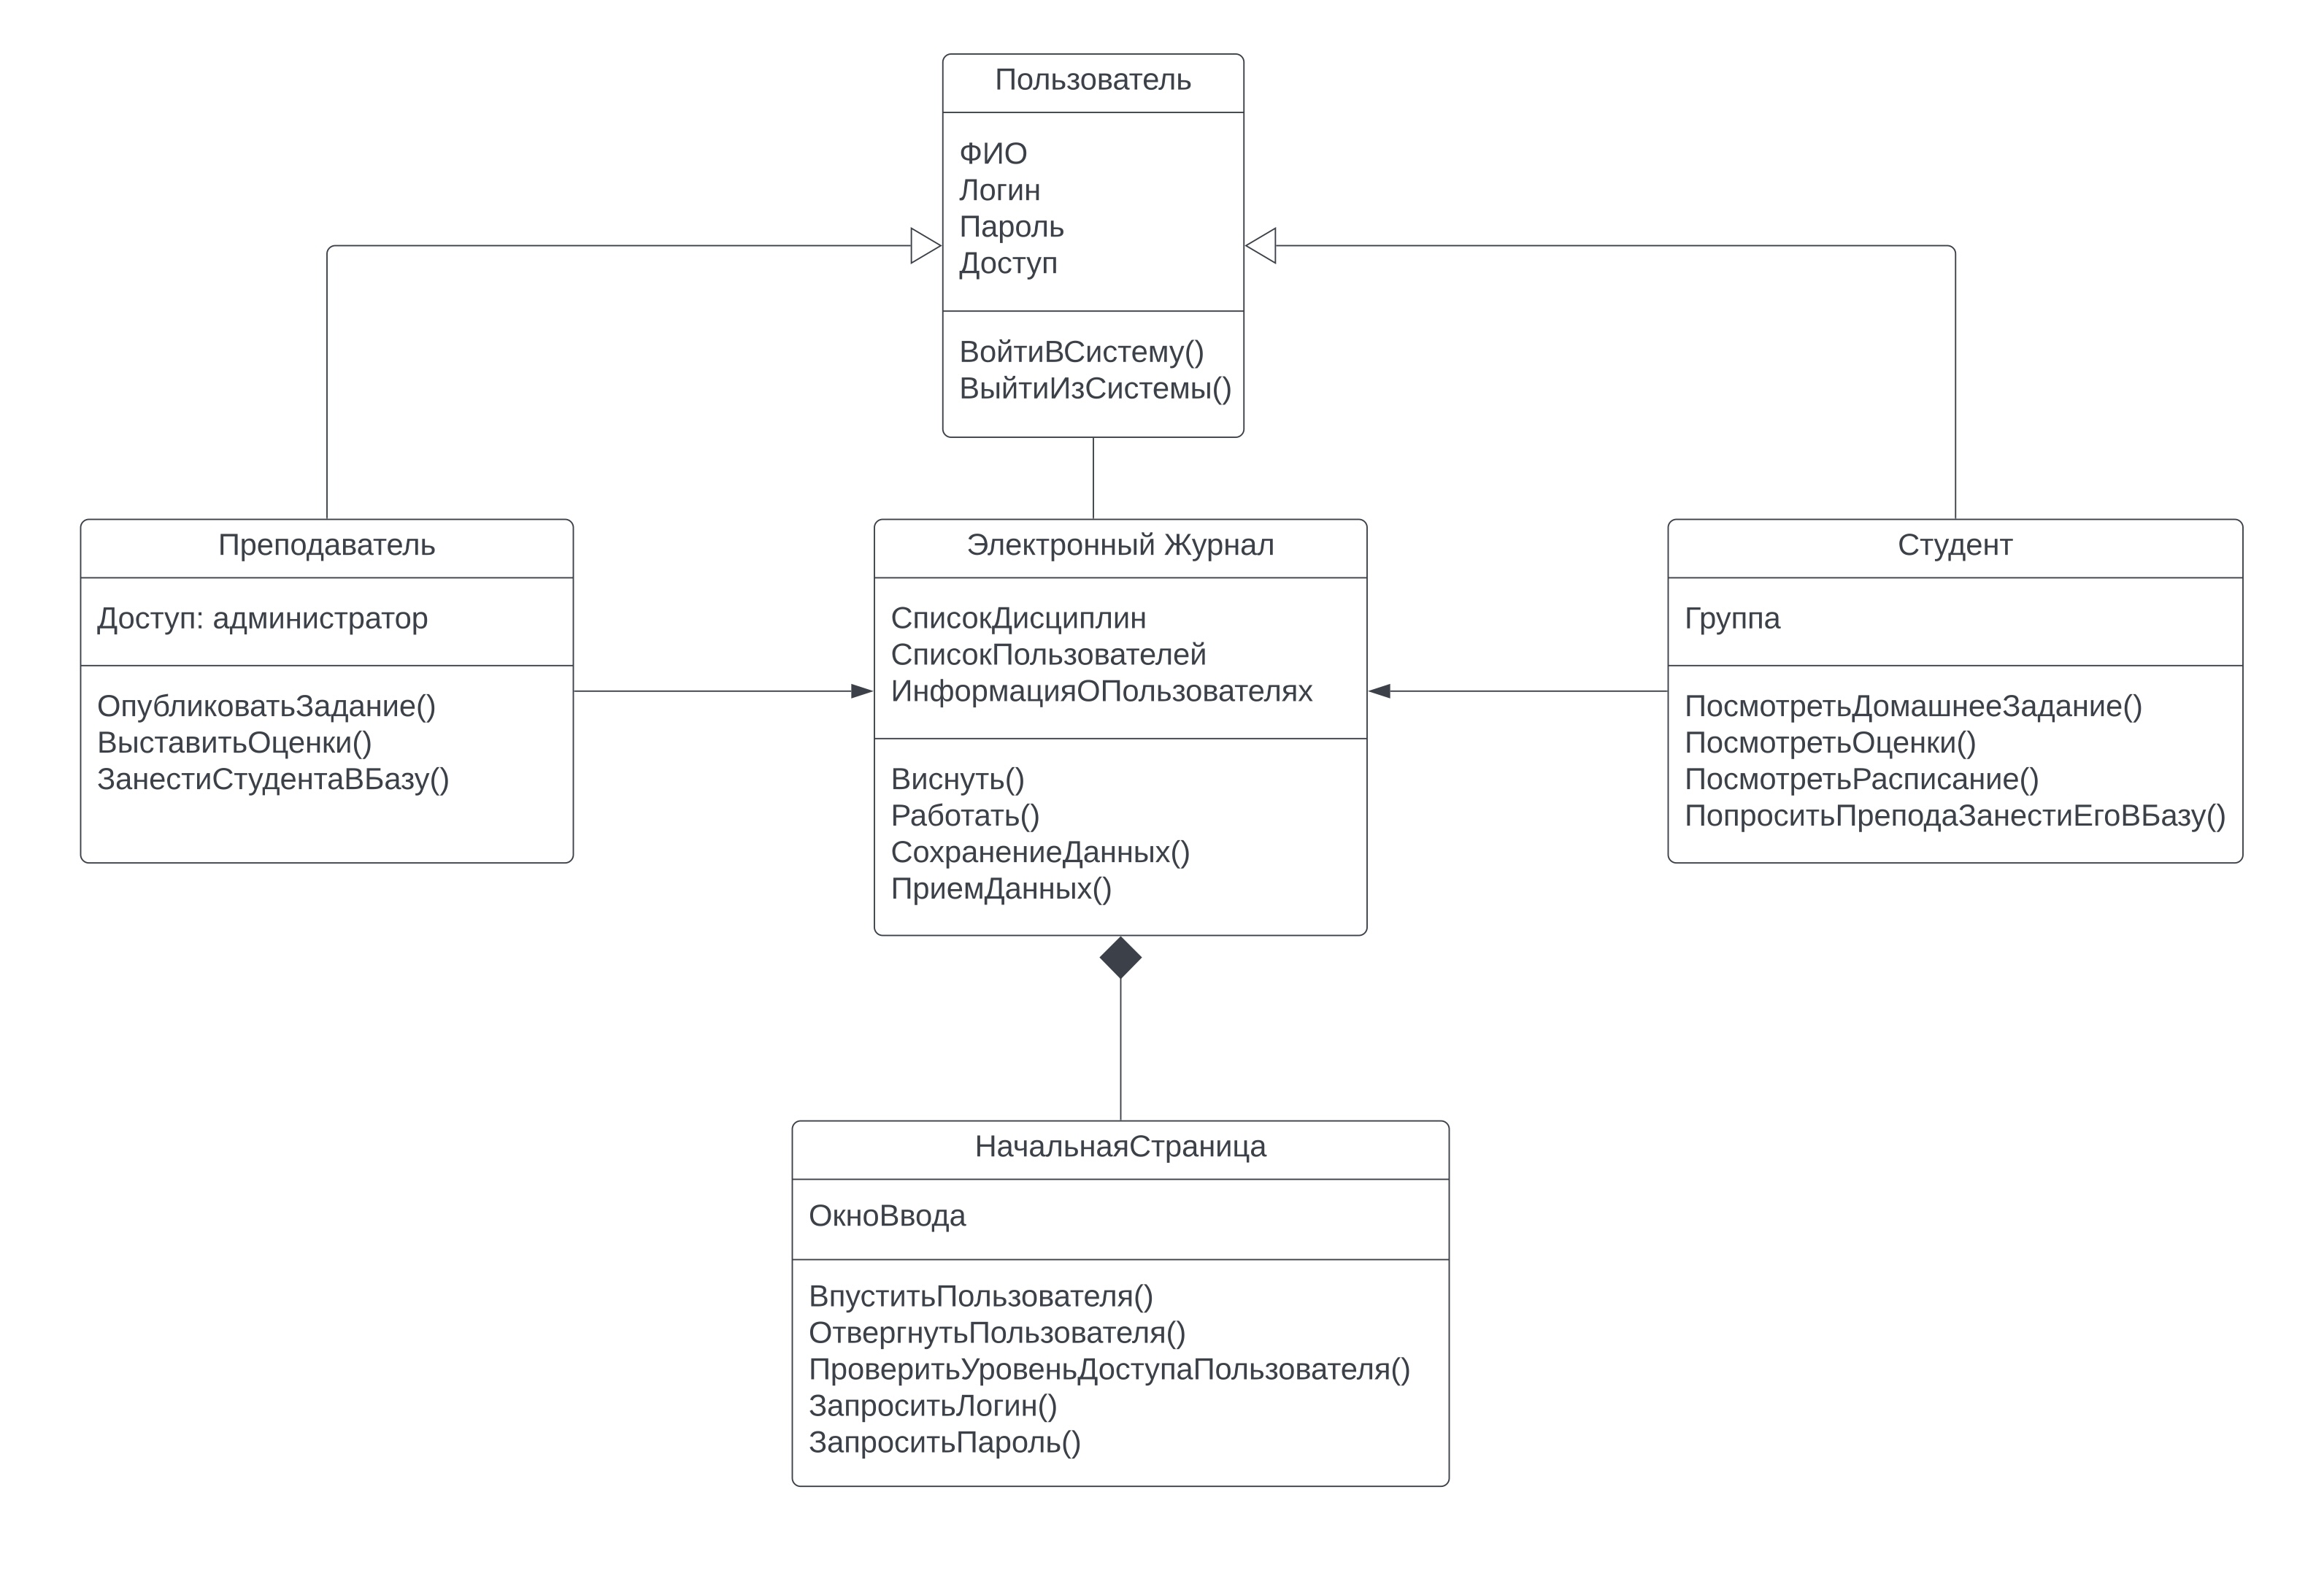 Пользователь
ФИО
Логин
Пароль
Доступ
ВойтиВСистему()
ВыйтиИзСистемы()
Преподаватель
Доступ: администратор
ОпубликоватьЗадание()
ВыставитьОценки()
ЗанестиСтудентаВБазу()
Электронный Журнал
СписокДисциплин
СписокПользователей
ИнформацияОПользователях
Виснуть()
Работать()
СохранениеДанных()
ПриемДанных()
Студент
Группа
ПосмотретьДомашнееЗадание()
ПосмотретьОценки()
ПосмотретьРасписание()
ПопроситьПреподаЗанестиЕгоВБазу()
НачальнаяСтраница
ОкноВвода
ВпуститьПользователя()
ОтвергнутьПользователя()
ПроверитьУровеньДоступаПользователя()
ЗапроситьЛогин()
ЗапроситьПароль()